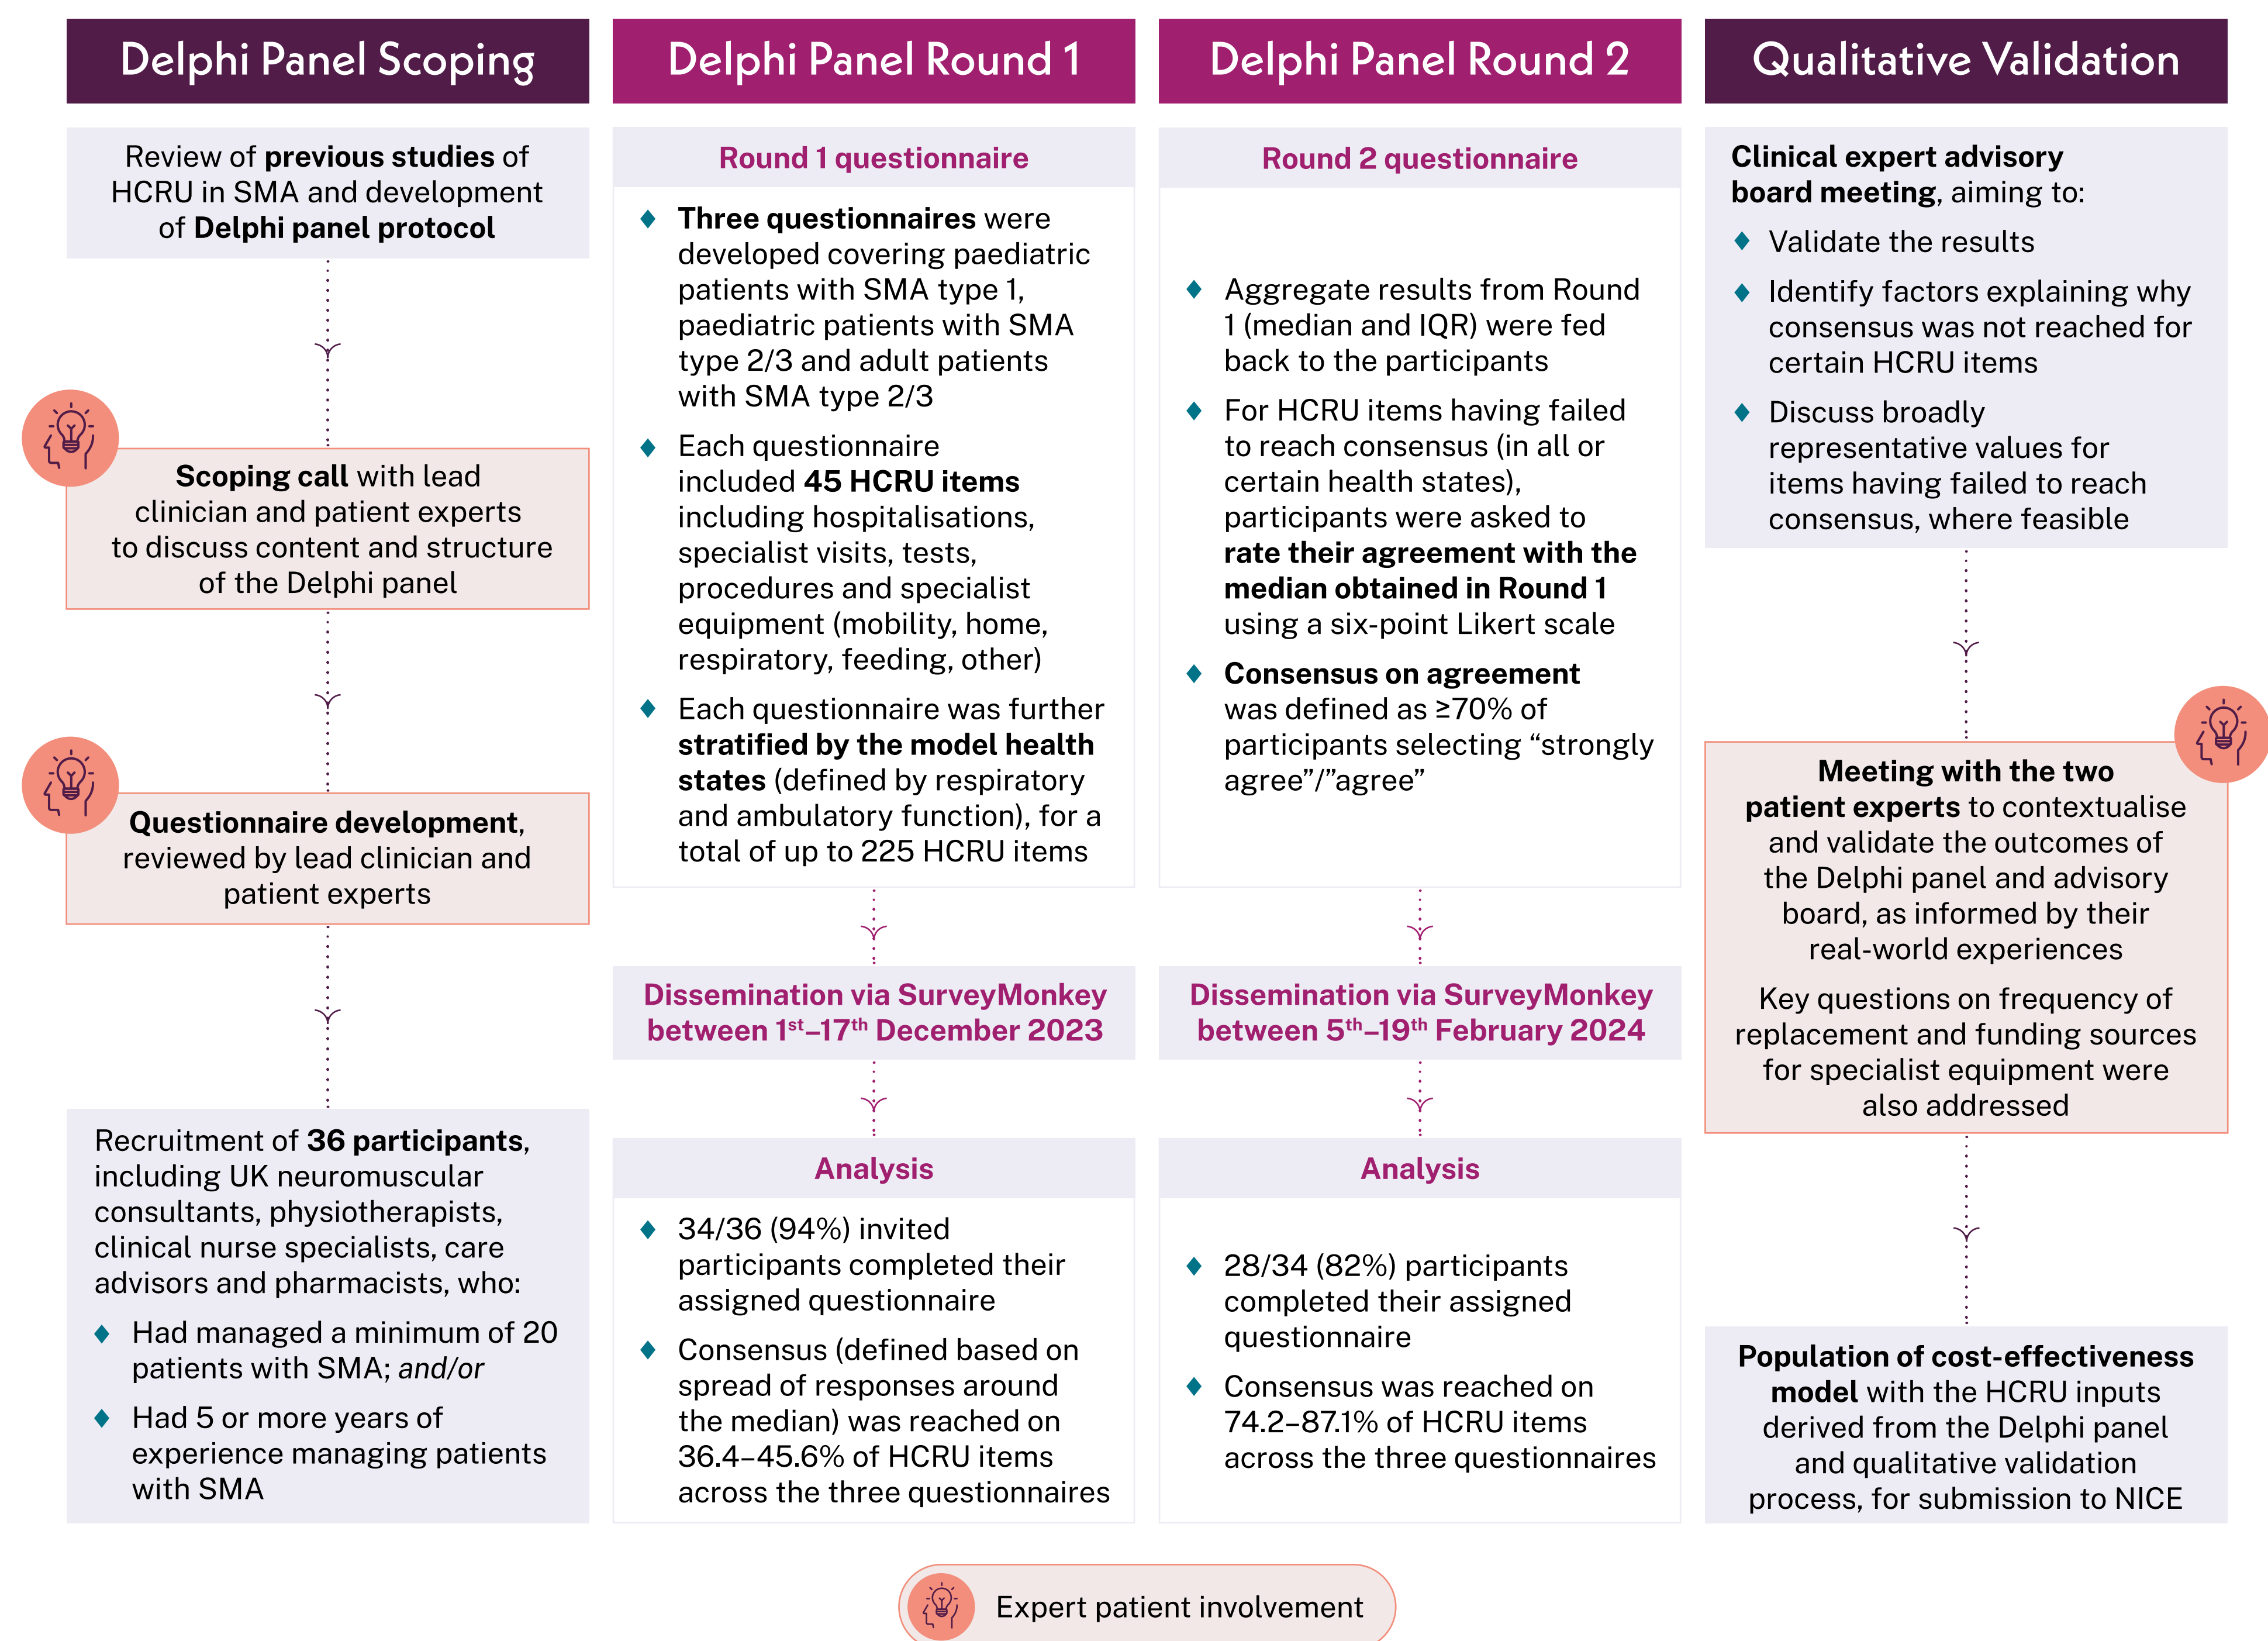 Delphi Panel Scoping
Review of previous studies of
HCRU in SMA and development
of Delphi panel protocol
Scoping call with lead
clinician and patient experts
to discuss content and structure
of the Delphi panel
Questionnaire development,
reviewed by lead clinician and
patient experts
Recruitment of 36 participants,
including UK neuromuscular
consultants, physiotherapists,
clinical nurse specialists, care
advisors and pharmacists, who:
Had managed a minimum of 20
patients with SMA; and/or
Had 5 or more years of
experience managing patients
with SMA
Delphi Panel Round 1
Round 1 questionnaire
Three questionnaires were
developed covering paediatric
patients with SMA type 1,
paediatric patients with SMA
type 2/3 and adult patients
with SMA type 2/3
Each questionnaire
included 45 HCRU items
including hospitalisations,
specialist visits, tests,
procedures and specialist
equipment (mobility, home,
respiratory, feeding, other)
Each questionnaire was further
stratified by the model health
states (defined by respiratory
and ambulatory function), for a
total of up to 225 HCRU items
Dissemination via SurveyMonkey
between 1st–17th December 2023
Analysis
34/36 (94%) invited
participants completed their
assigned questionnaire
Consensus (defined based on
spread of responses around
the median) was reached on
36.4–45.6% of HCRU items
across the three questionnaires
Delphi Panel Round 2
Round 2 questionnaire
Aggregate results from Round
1 (median and IQR) were fed
back to the participants
For HCRU items having failed
to reach consensus (in all or
certain health states),
participants were asked to
rate their agreement with the
median obtained in Round 1
using a six-point Likert scale
Consensus on agreement
was defined as ≥70% of
participants selecting “strongly
agree”/”agree”
Dissemination via SurveyMonkey
between 5th–19th February 2024
Analysis
28/34 (82%) participants
completed their assigned
questionnaire
Consensus was reached on
74.2–87.1% of HCRU items
across the three questionnaires
Qualitative Validation
Clinical expert advisory
board meeting, aiming to:
Validate the results
Identify factors explaining why
consensus was not reached for
certain HCRU items
Discuss broadly
representative values for
items having failed to reach
consensus, where feasible
Meeting with the two
patient experts to contextualise
and validate the outcomes of
the Delphi panel and advisory
board, as informed by their
real-world experiences
Key questions on frequency of
replacement and funding sources
for specialist equipment were
also addressed
Population of cost-effectiveness
model with the HCRU inputs
derived from the Delphi panel
and qualitative validation
process, for submission to NICE
Expert patient involvement